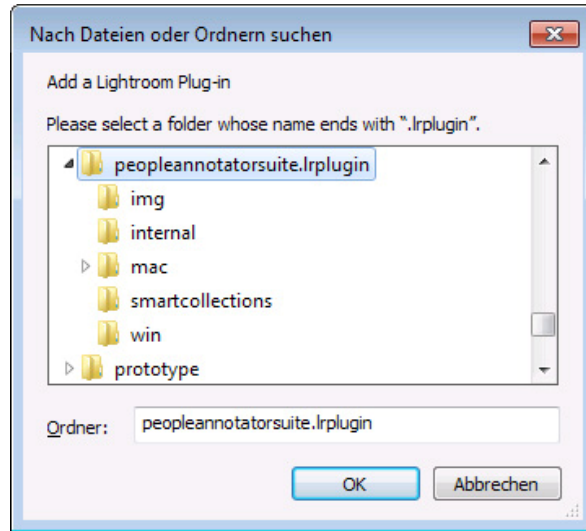 Nach Dateien oder Ordnern suchen
Add a Lightroom Plug-in
Please select a folder whose name ends with “.lrplugin”.
peopleannotatorsuite.lrplugin
img
internal
mac
smartcollections
win
prototype
Ordner: peopleannotatorsuite.lrplugin
OK Abbrechen